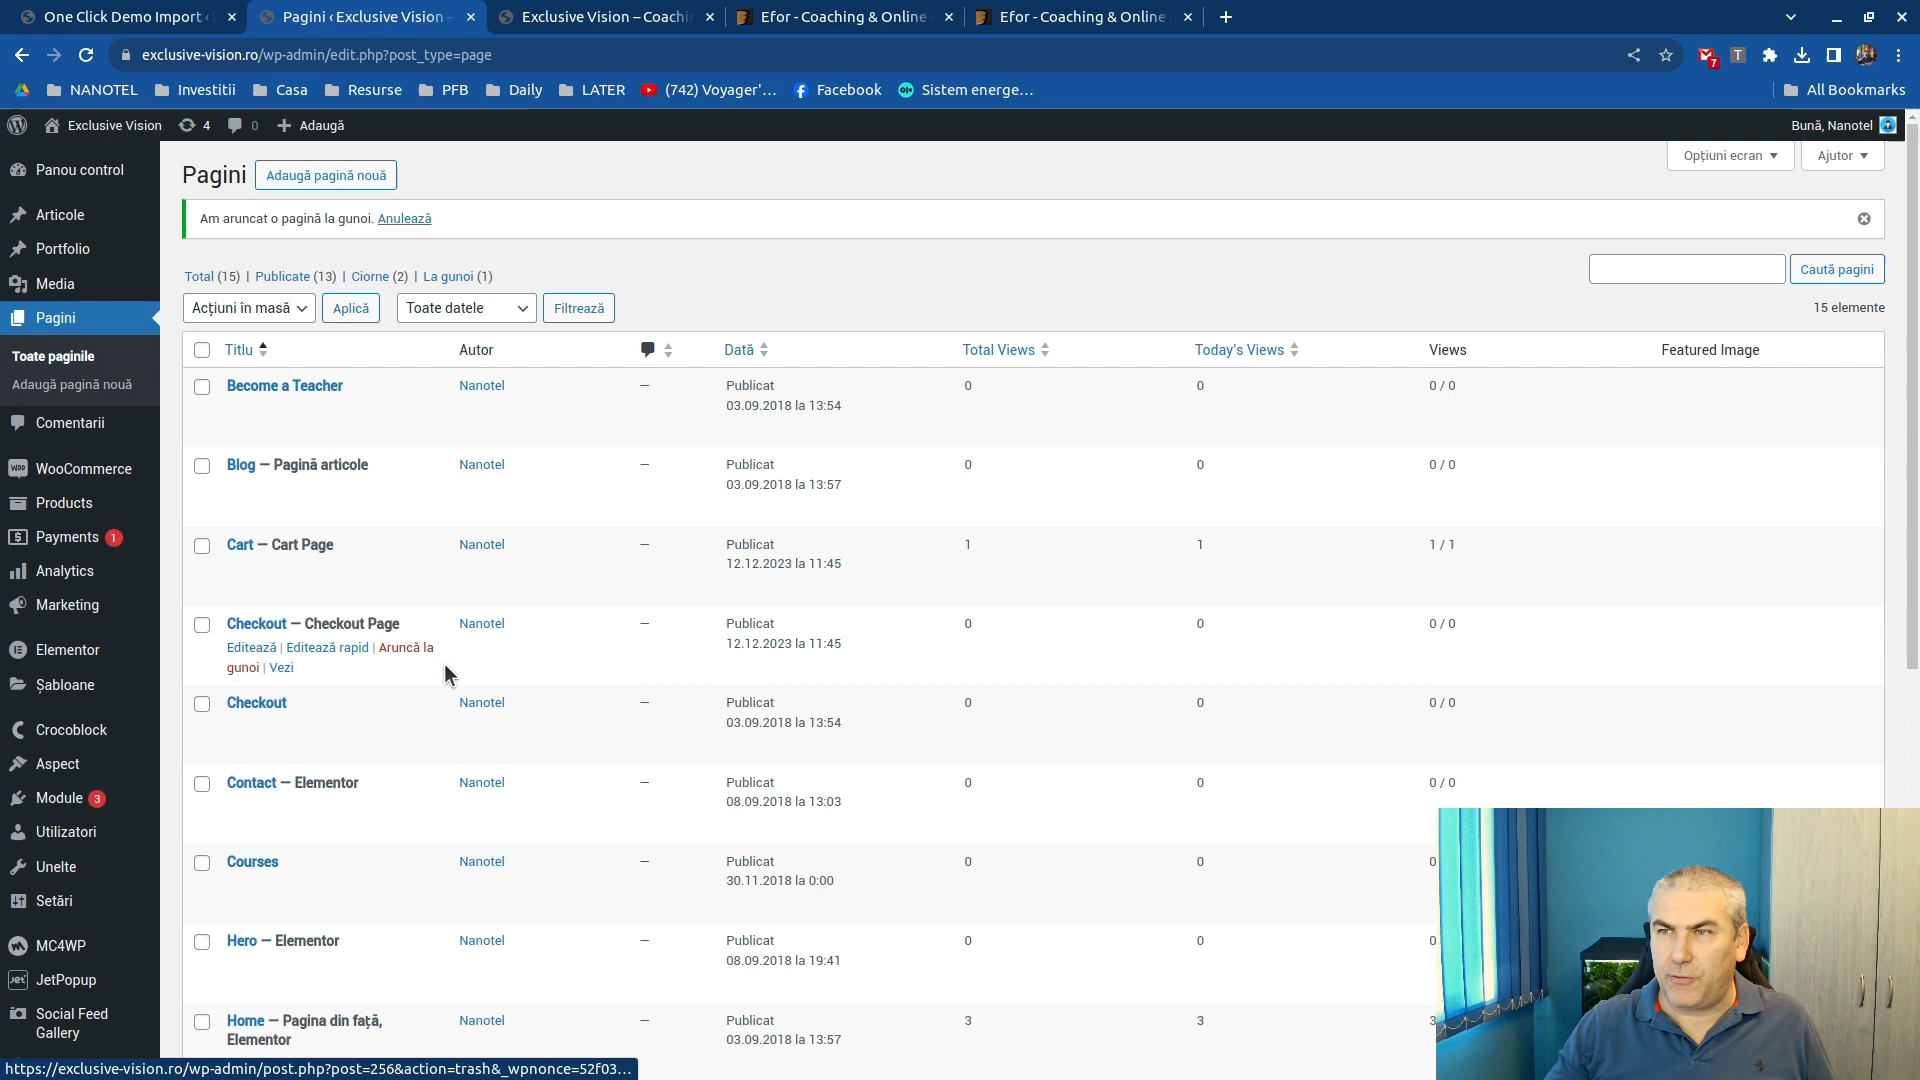 One Click Demo Import ‹
Pagini ‹ Exclusive Vision –
Exclusive Vision – Coachi
Efor - Coaching & Online
Efor - Coaching & Online
exclusive-vision.ro/wp-admin/edit.php?post_type=page
7
T
NANOTEL
Investitii
Casa
Resurse
PFB
Daily
LATER
(742) Voyager'...
Facebook
Sistem energe...
All Bookmarks
Exclusive Vision
4
0
Adaugă
Bună, Nanotel
Panou control
Articole
Portfolio
Media
Pagini
Toate paginile
Adaugă pagină nouă
Comentarii
WooCommerce
Products
Payments 1
Analytics
Marketing
Elementor
Șabloane
Crocoblock
Aspect
Module 3
Utilizatori
Unelte
Setări
MC4WP
JetPopup
Social Feed
Gallery
Pagini
Adaugă pagină nouă
Opțiuni ecran
Ajutor
Am aruncat o pagină la gunoi. Anulează
Total (15) | Publicate (13) | Ciorne (2) | La gunoi (1)
Caută pagini
Acțiuni în masă
Aplică
Toate datele
Filtrează
15 elemente
Titlu
Autor
Dată
Total Views
Today's Views
Views
Featured Image
Become a Teacher
Nanotel
—
Publicat
03.09.2018 la 13:54
0
0
0 / 0
Blog — Pagină articole
Nanotel
—
Publicat
03.09.2018 la 13:57
0
0
0 / 0
Cart — Cart Page
Nanotel
—
Publicat
12.12.2023 la 11:45
1
1
1 / 1
Checkout — Checkout Page
Editează | Editează rapid | Aruncă la
gunoi | Vezi
Nanotel
—
Publicat
12.12.2023 la 11:45
0
0
0 / 0
Checkout
Nanotel
—
Publicat
03.09.2018 la 13:54
0
0
0 / 0
Contact — Elementor
Nanotel
—
Publicat
08.09.2018 la 13:03
0
0
0 / 0
Courses
Nanotel
—
Publicat
30.11.2018 la 0:00
0
0
0
Hero — Elementor
Nanotel
—
Publicat
08.09.2018 la 19:41
0
0
0
Home — Pagina din față,
Elementor
Nanotel
—
Publicat
03.09.2018 la 13:57
3
3
3
https://exclusive-vision.ro/wp-admin/post.php?post=256&action=trash&_wpnonce=52f03...